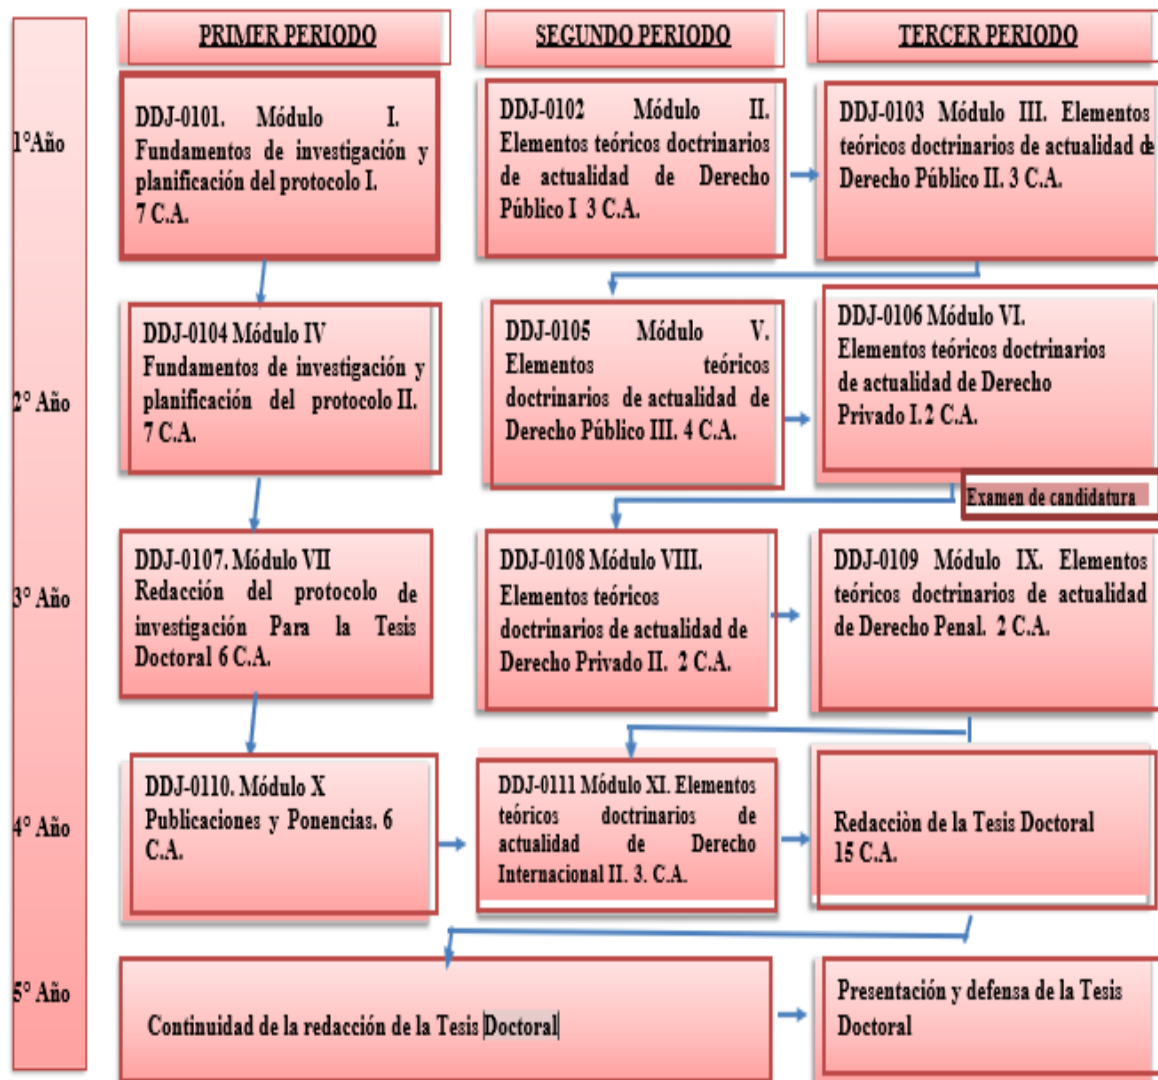 PRIMER PERIODO
SEGUNDO PERIODO
TERCER PERIODO
1°Año
DDJ-0101. Módulo I.
Fundamentos de investigación y
planificación del protocolo I.
7 C.A.
DDJ-0102 Módulo II.
Elementos teóricos doctrinarios
de actualidad de Derecho
Público I 3 C.A.
DDJ-0103 Módulo III. Elementos
teóricos doctrinarios de actualidad de
Derecho Público II. 3 C.A.
2° Año
DDJ-0104 Módulo IV
Fundamentos de investigación y
planificación del protocolo II.
7 C.A.
DDJ-0105 Módulo V.
Elementos teóricos
doctrinarios de actualidad de
Derecho Público III. 4 C.A.
DDJ-0106 Módulo VI.
Elementos teóricos doctrinarios
de actualidad de Derecho
Privado I. 2 C.A.
Examen de candidatura
3° Año
DDJ-0107. Módulo VII
Redacción del protocolo de
investigación Para la Tesis
Doctoral 6 C.A.
DDJ-0108 Módulo VIII.
Elementos teóricos
doctrinarios de actualidad de
Derecho Privado II. 2 C.A.
DDJ-0109 Módulo IX. Elementos
teóricos doctrinarios de actualidad
de Derecho Penal. 2 C.A.
4° Año
DDJ-0110. Módulo X
Publicaciones y Ponencias. 6
C.A.
DDJ-0111 Módulo XI. Elementos
teóricos doctrinarios de
actualidad de Derecho
Internacional II. 3. C.A.
Redacciòn de la Tesis Doctoral
15 C.A.
5° Año
Continuidad de la redacción de la Tesis Doctoral
Presentación y defensa de la Tesis
Doctoral